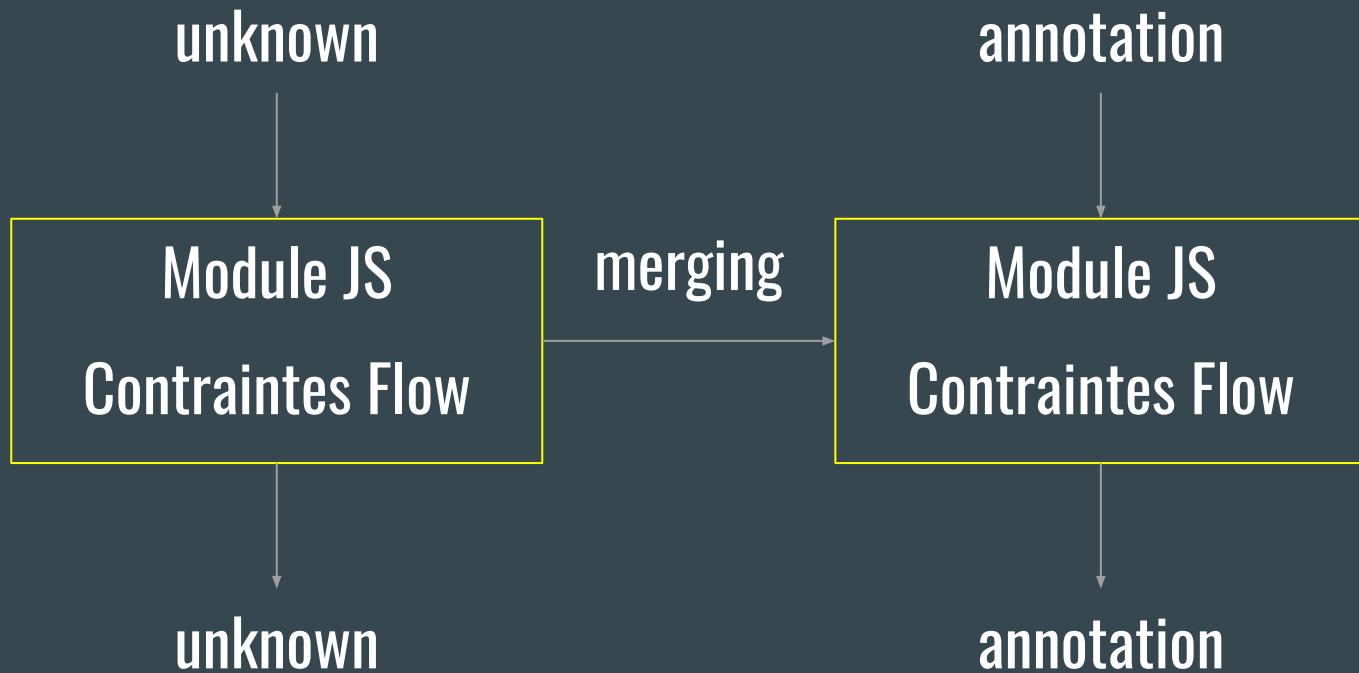 unknown
annotation
Module JS
Contraintes Flow
merging
Module JS
Contraintes Flow
unknown
annotation